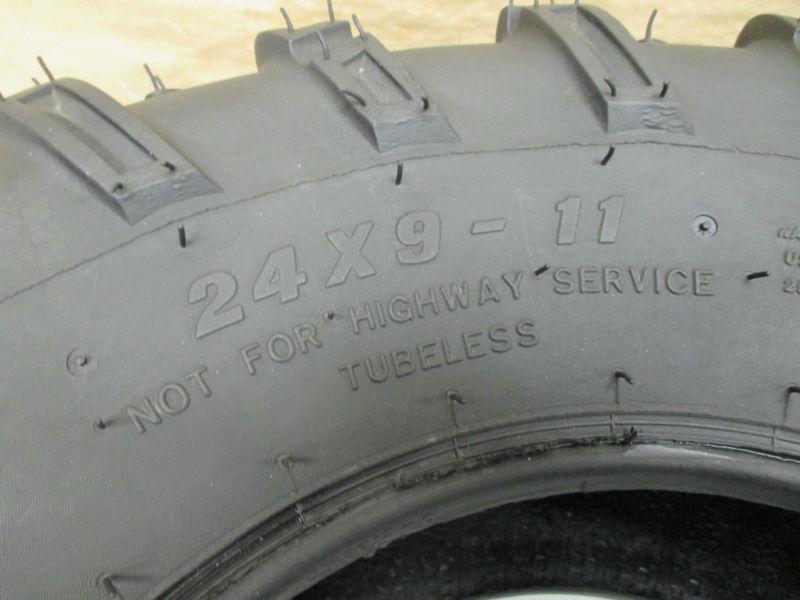 24X9-11
NOT FOR HIGHWAY SERVICE
TUBELESS